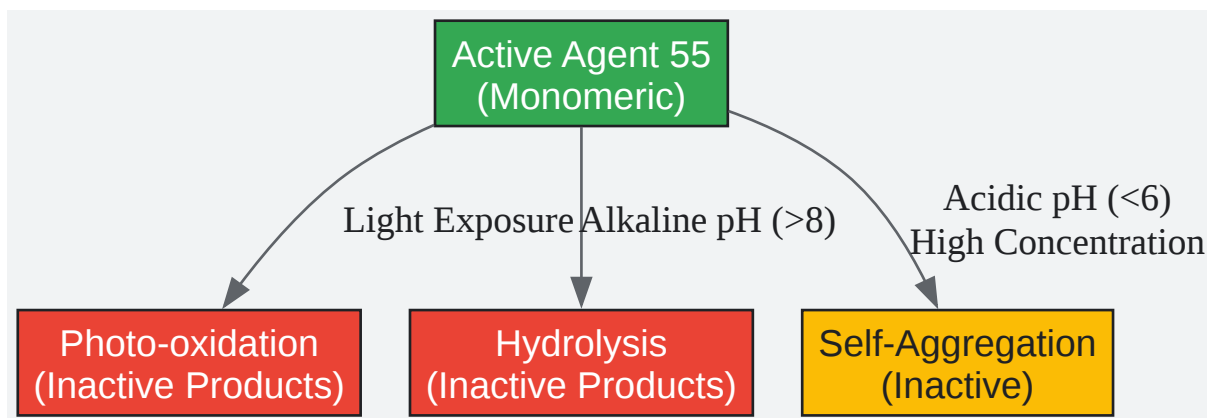 Active Agent 55
(Monomeric)
Light Exposure
Alkaline pH (>8)
Acidic pH (<6)
High Concentration
Photo-oxidation
(Inactive Products)
Hydrolysis
(Inactive Products)
Self-Aggregation
(Inactive)